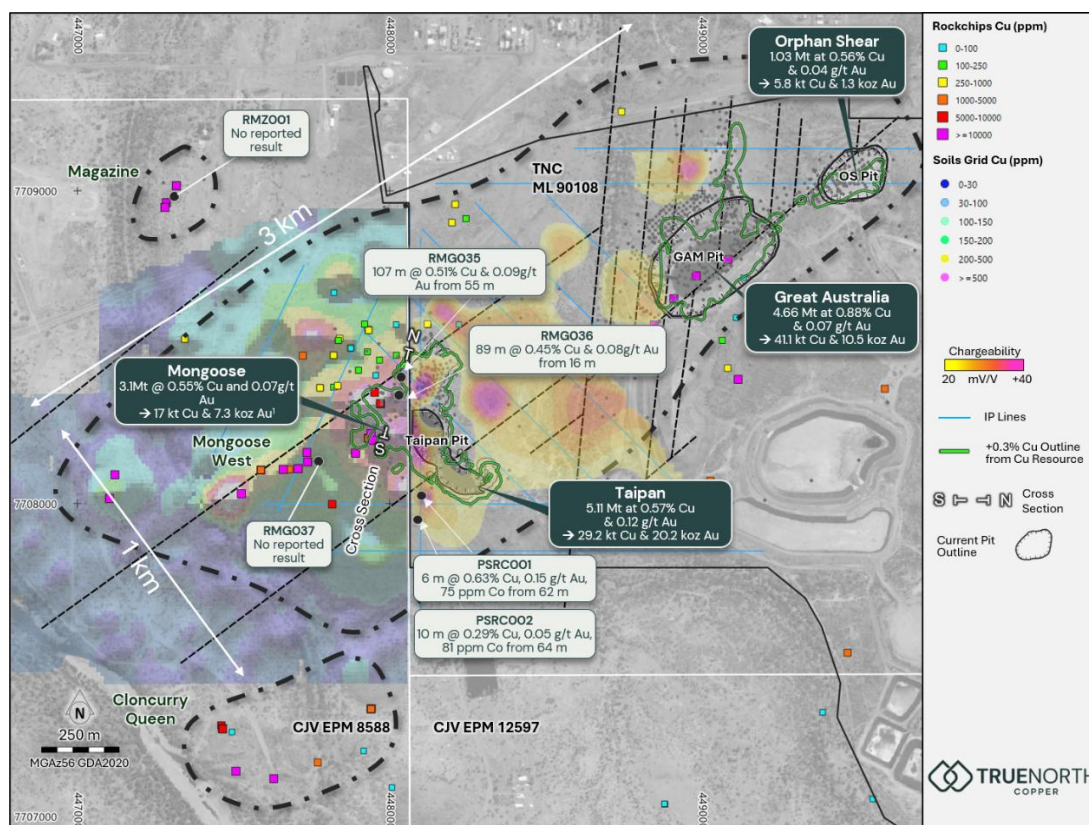 447000
448000
449000
7709000
7708000
7707000
447000
448000
449000
Orphan Shear
1.03 Mt at 0.56% Cu
& 0.04 g/t Au
→ 5.8 kt Cu & 1.3 koz Au
RMZ001
No reported
result
Magazine
TNC
ML 90108
OS Pit
3 km
GAM Pit
RMG035
107 m @ 0.51% Cu & 0.09g/t
Au from 55 m
Great Australia
4.66 Mt at 0.88% Cu
& 0.07 g/t Au
→ 41.1 kt Cu & 10.5 koz Au
N
RMG036
89 m @ 0.45% Cu & 0.08g/t Au
from 16 m
Mongoose
3.1Mt at 0.55% Cu and 0.07g/t
Au
→ 17 kt Cu & 7.3 koz Au¹
Mongoose
West
S
Taipan Pit
Cross Section
Taipan
5.11 Mt at 0.57% Cu
& 0.12 g/t Au
→ 29.2 kt Cu & 20.2 koz Au
RMG037
No reported
result
1 km
PSRC001
6 m @ 0.63% Cu, 0.15 g/t Au,
75 ppm Co from 62 m
PSRC002
10 m @ 0.29% Cu, 0.05 g/t Au,
81 ppm Co from 64 m
Cloncurry
Queen
CJV EPM 8588
CJV EPM 12597
N
250 m
MGAz56 GDA2020
Rockchips Cu (ppm)
0-100
100-250
250-1000
1000-5000
5000-10000
>=10000
Soils Grid Cu (ppm)
0-30
30-100
100-150
150-200
200-500
>=500
Chargeability
20 mV/V +40
IP Lines
+0.3% Cu Outline
from Cu Resource
S N Cross
Section
Current Pit
Outline
TRUENORTH
COPPER